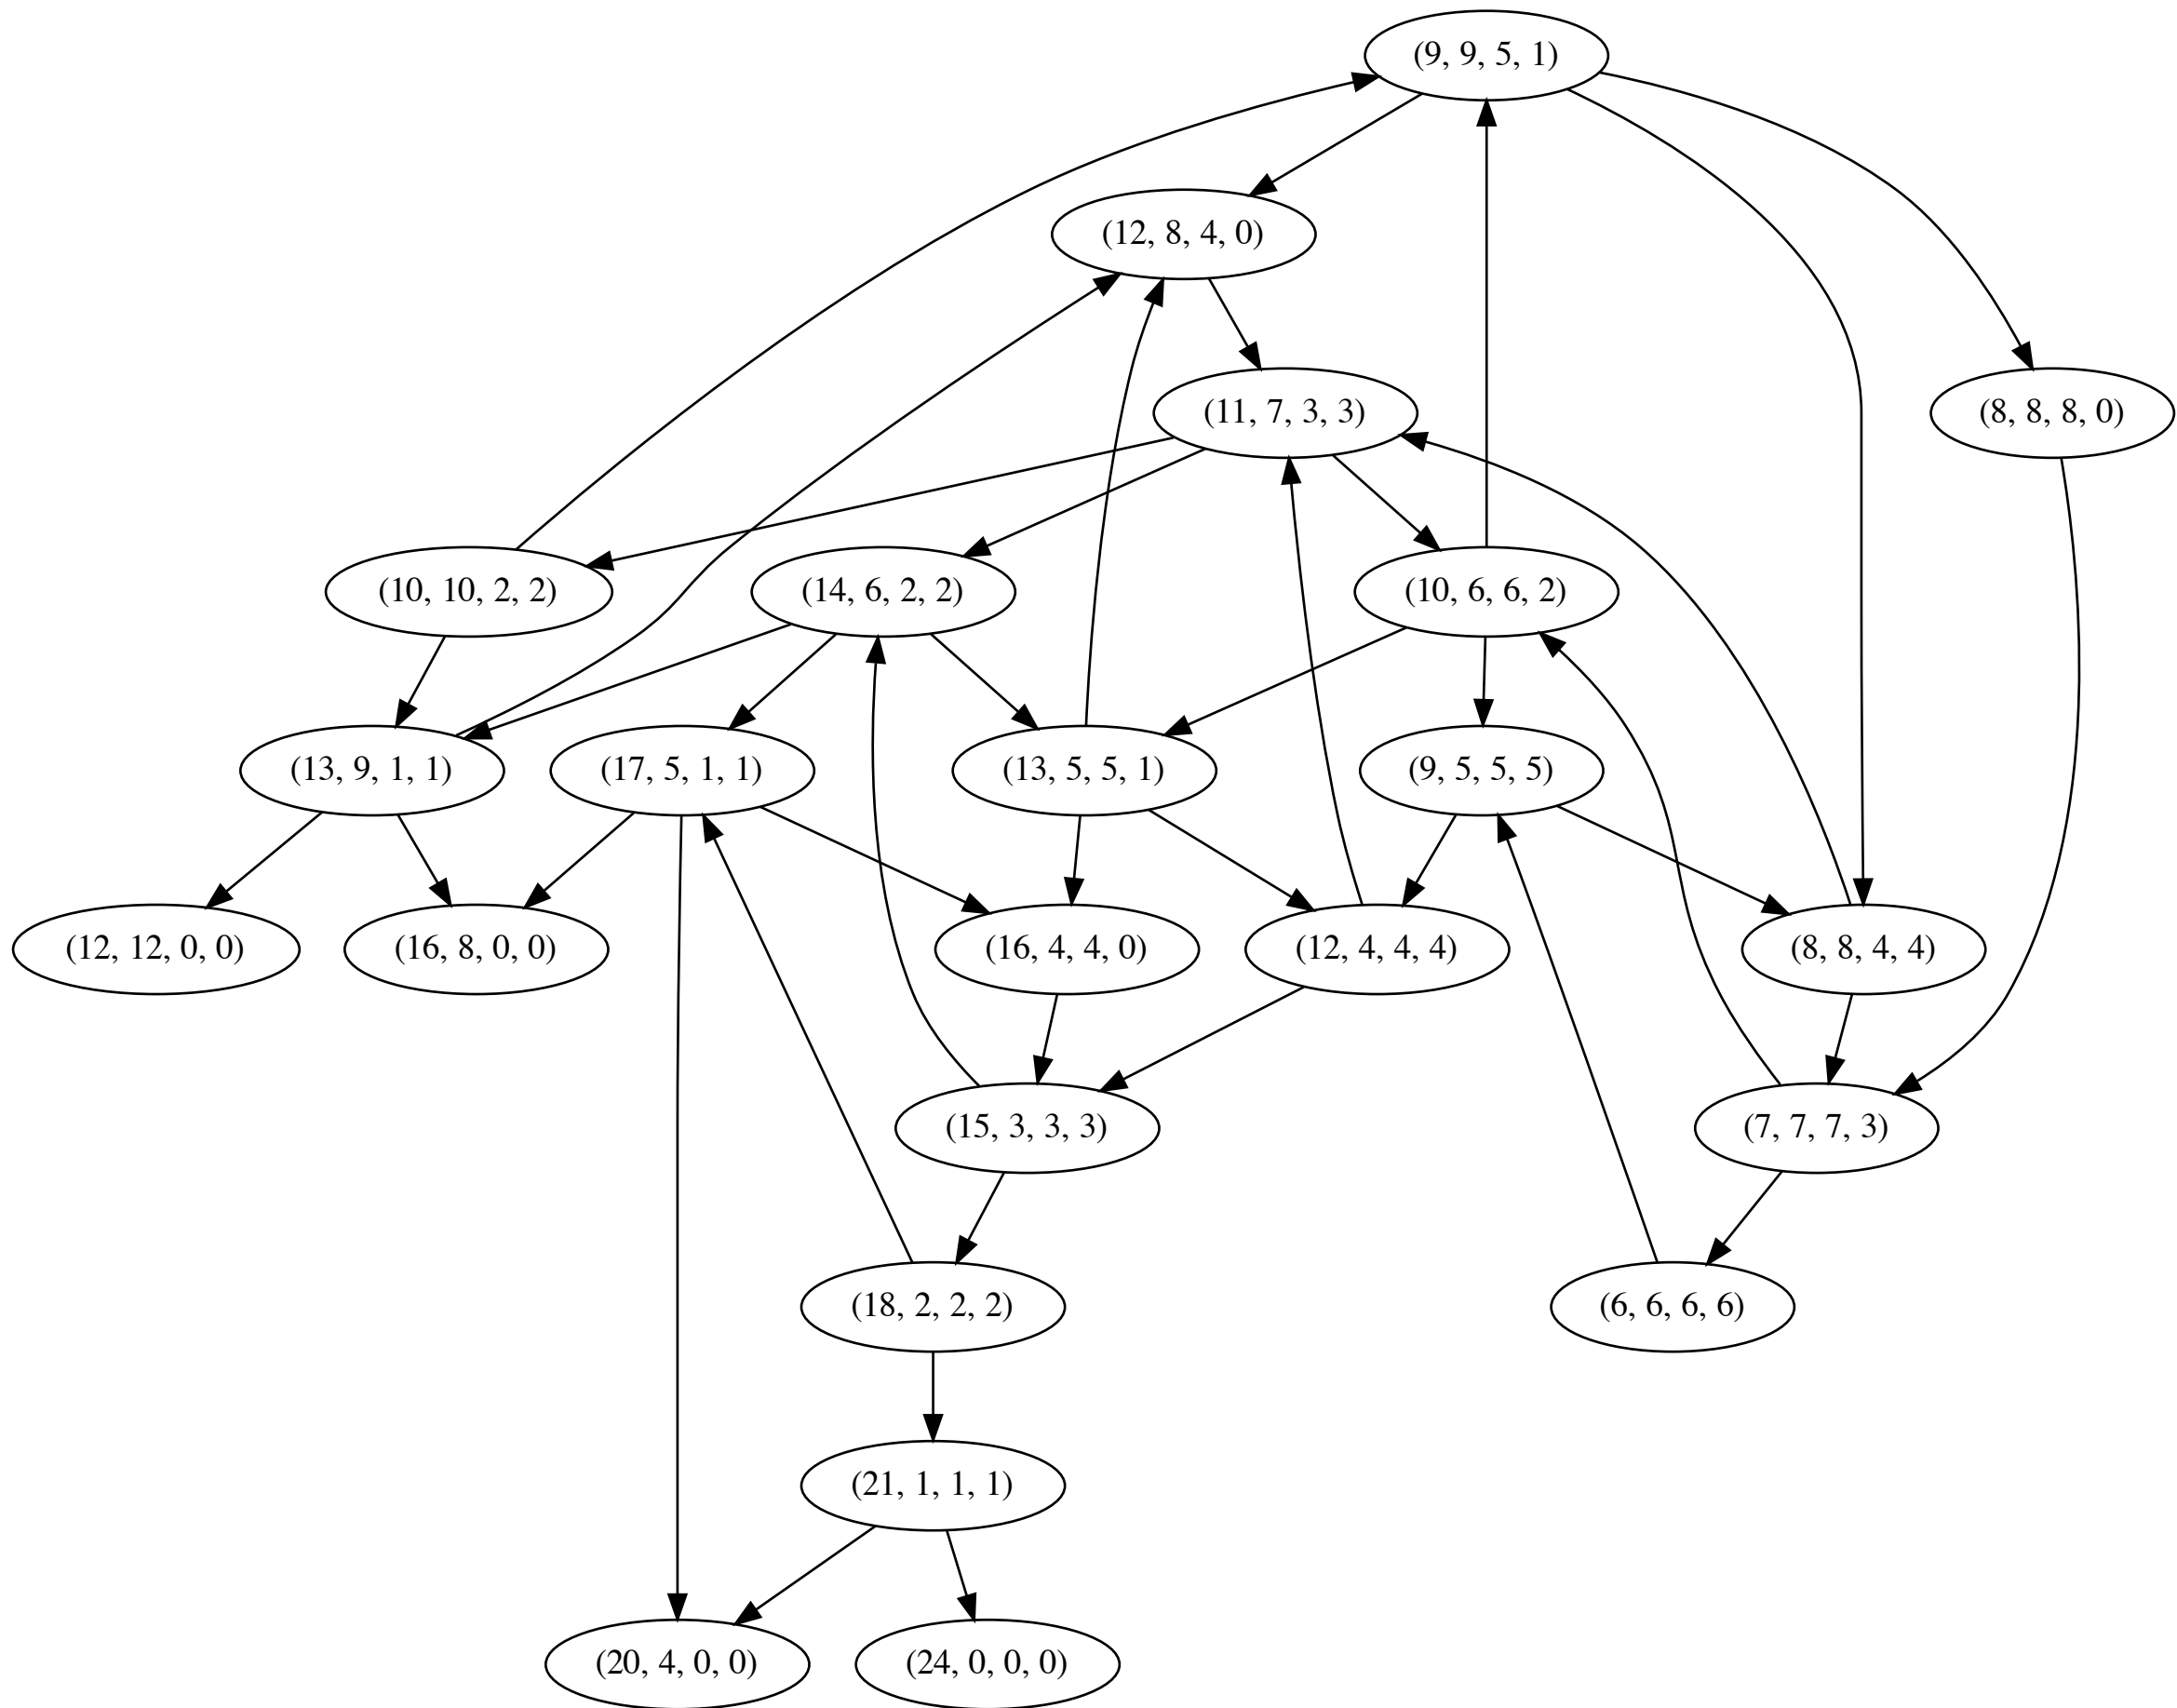 (9, 9, 5, 1)
(12, 8, 4, 0)
(11, 7, 3, 3)
(8, 8, 8, 0)
(10, 10, 2, 2)
(14, 6, 2, 2)
(10, 6, 6, 2)
(13, 9, 1, 1)
(17, 5, 1, 1)
(13, 5, 5, 1)
(9, 5, 5, 5)
(12, 12, 0, 0)
(16, 8, 0, 0)
(16, 4, 4, 0)
(12, 4, 4, 4)
(8, 8, 4, 4)
(15, 3, 3, 3)
(7, 7, 7, 3)
(18, 2, 2, 2)
(6, 6, 6, 6)
(21, 1, 1, 1)
(20, 4, 0, 0)
(24, 0, 0, 0)